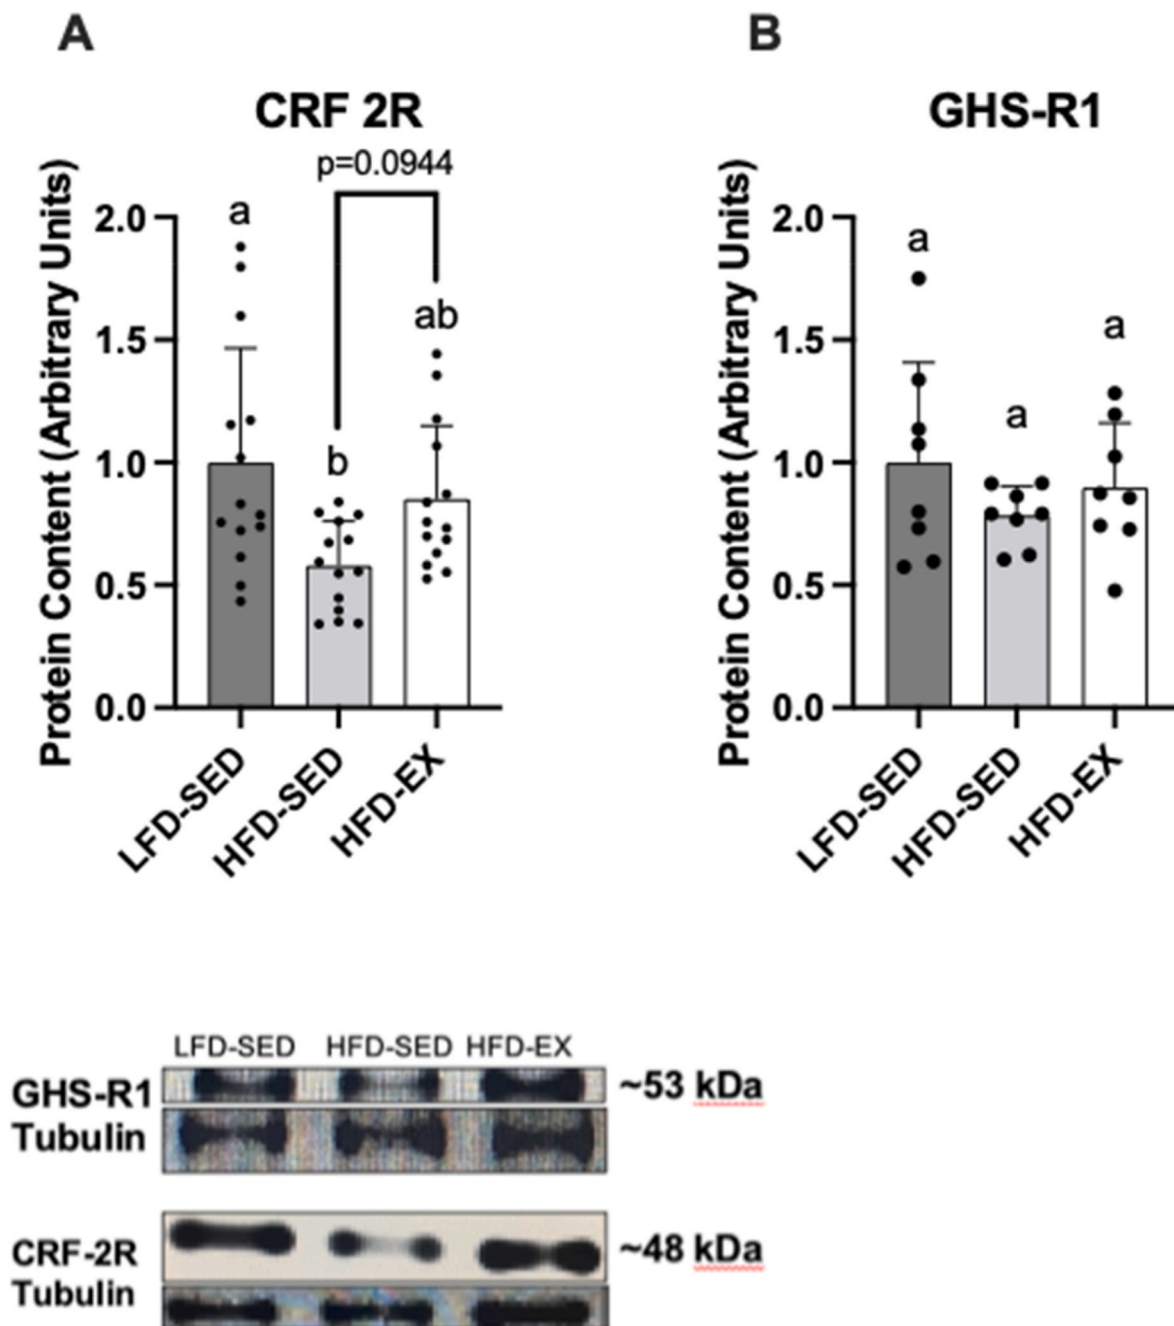 A
B
CRF 2R
GHS-R1
p=0.0944
Protein Content (Arbitrary Units)
2.0
1.5
1.0
0.5
0.0
a
b
ab
LFD-SED
HFD-SED
HFD-EX
Protein Content (Arbitrary Units)
2.0
1.5
1.0
0.5
0.0
a
a
a
LFD-SED
HFD-SED
HFD-EX
LFD-SED HFD-SED HFD-EX
GHS-R1 ~53 kDa
Tubulin
CRF-2R ~48 kDa
Tubulin